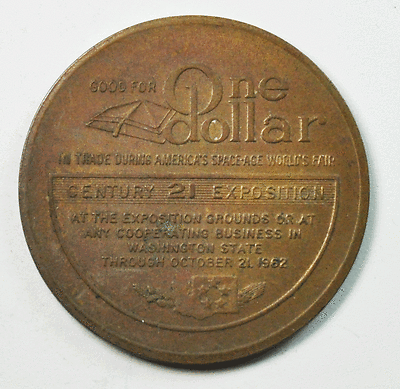 GOOD FOR One
dollar
IN TRADE DURING AMERICA'S SPACE-AGE WORLD'S FAIR
CENTURY 21 EXPOSITION
AT THE EXPOSITION GROUNDS OR AT
ANY COOPERATING BUSINESS IN
WASHINGTON STATE
THROUGH OCTOBER 21, 1962